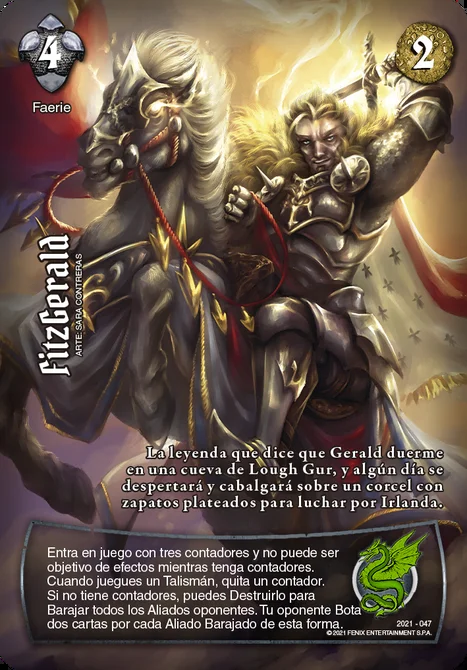 4
2
Faerie
FitzGerald
ARTE: SARA CONTRERAS
La leyenda que dice que Gerald duerme
en una cueva de Lough Gur, y algún día se
despertará y cabalgará sobre un corcel con
zapatos plateados para luchar por Irlanda.
Entra en juego con tres contadores y no puede ser
objetivo de efectos mientras tenga contadores.
Cuando juegues un Talismán, quita un contador.
Si no tiene contadores, puedes Destruirlo para
Barajar todos los Aliados oponentes. Tu oponente Bota
dos cartas por cada Aliado Barajado de esta forma.
2021 - 047
©2021 FENIX ENTERTAINMENT S.P.A.